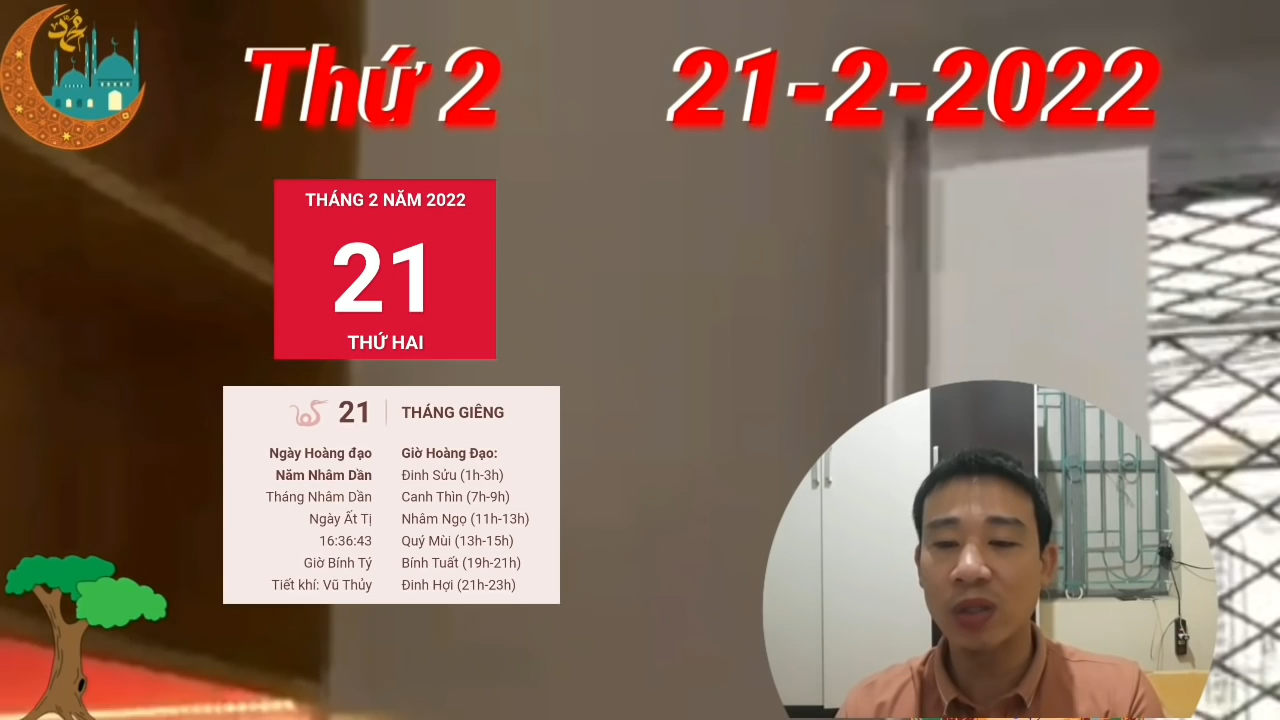 محمد
Thứ 2 21-2-2022
THÁNG 2 NĂM 2022
21
THỨ HAI
21 THÁNG GIÊNG
Ngày Hoàng đạo
Năm Nhâm Dần
Tháng Nhâm Dần
Ngày Ất Tị
16:36:43
Giờ Bính Tý
Tiết khí: Vũ Thủy
Giờ Hoàng Đạo:
Đinh Sửu (1h-3h)
Canh Thìn (7h-9h)
Nhâm Ngọ (11h-13h)
Quý Mùi (13h-15h)
Bính Tuất (19h-21h)
Đinh Hợi (21h-23h)